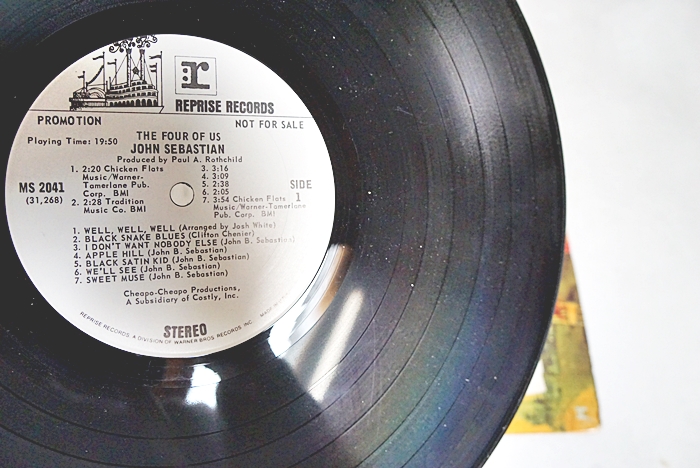 r
REPRISE RECORDS
PROMOTION
NOT FOR SALE
Playing Time: 19:50
THE FOUR OF US
JOHN SEBASTIAN
Produced by Paul A. Rothchild
MS 2041
(31,268)
1. 2:20 Chicken Flats
Music/Warner-
Tamerlane Pub.
Corp. BMI
2. 2:28 Tradition
Music Co. BMI
3. 3:16
4. 3:09
5. 2:38
6. 2:05
7. 3:54 Chicken Flats
Music/Warner-Tamerlane
Pub. Corp. BMI
SIDE
1
1. WELL, WELL, WELL (Arranged by Josh White)
2. BLACK SNAKE BLUES (Clifton Chenier)
3. I DON'T WANT NOBODY ELSE (John B. Sebastian)
4. APPLE HILL (John B. Sebastian)
5. BLACK SATIN KID (John B. Sebastian)
6. WE'LL SEE (John B. Sebastian)
7. SWEET MUSE (John B. Sebastian)
Cheapo-Cheapo Productions,
A Subsidiary of Costly, Inc.
STEREO
REPRISE RECORDS, A DIVISION OF WARNER BROS. RECORDS INC.